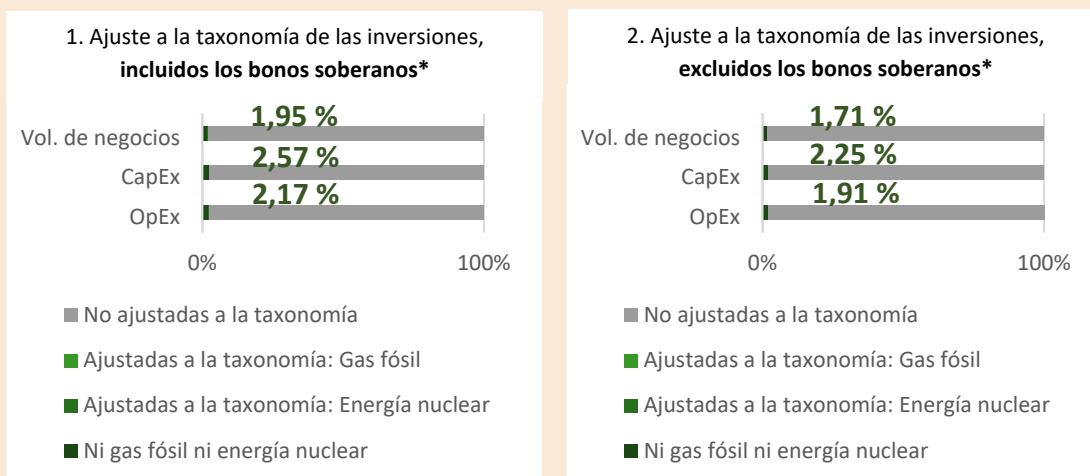 1. Ajuste a la taxonomía de las inversiones,
incluidos los bonos soberanos*
1,95 %
Vol. de negocios
2,57 %
CapEx
2,17 %
OpEx
0%
100%
No ajustadas a la taxonomía
Ajustadas a la taxonomía: Gas fósil
Ajustadas a la taxonomía: Energía nuclear
Ni gas fósil ni energía nuclear
2. Ajuste a la taxonomía de las inversiones,
excluidos los bonos soberanos*
1,71 %
Vol. de negocios
2,25 %
CapEx
1,91 %
OpEx
0%
100%
No ajustadas a la taxonomía
Ajustadas a la taxonomía: Gas fósil
Ajustadas a la taxonomía: Energía nuclear
Ni gas fósil ni energía nuclear